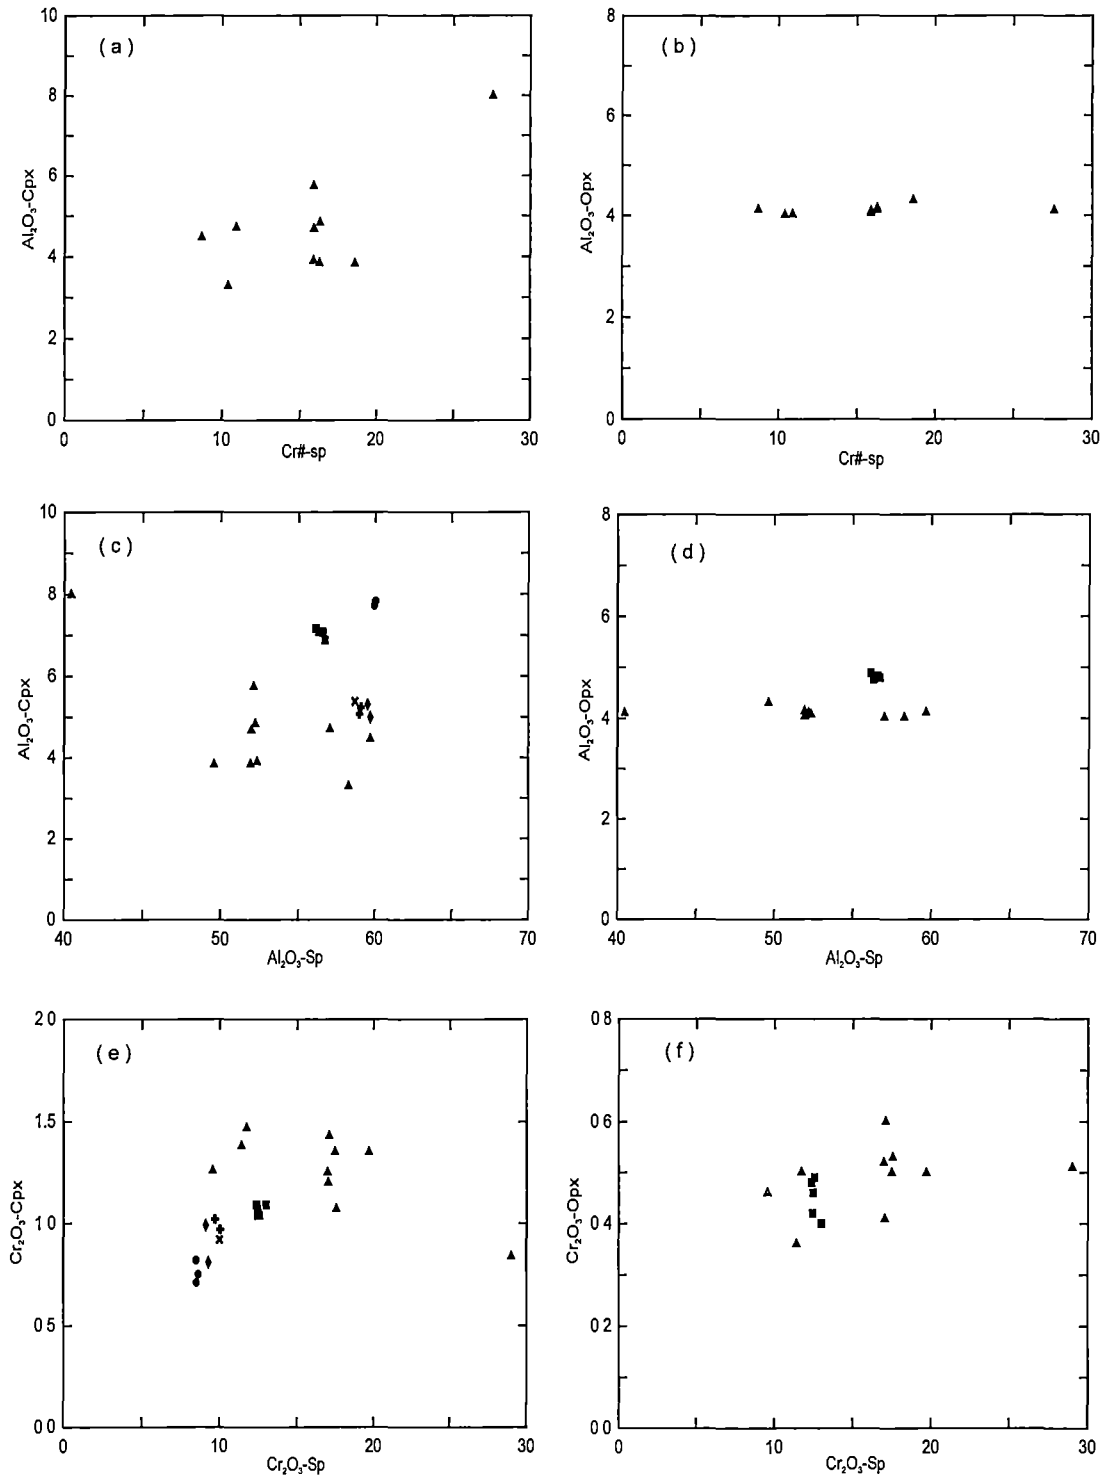 10
(a)
8
6
Al₂O₃-Cpx
4
2
0
0 10 20 30
Cr#-sp
8
(b)
6
Al₂O₃-Opx
4
2
0
0 10 20 30
Cr#-sp
10
(c)
8
6
Al₂O₃-Cpx
4
2
0
40 50 60 70
Al₂O₃-Sp
8
(d)
6
Al₂O₃-Opx
4
2
0
40 50 60 70
Al₂O₃-Sp
2 0
(e)
1.5
Cr₂O₃-Cpx
1 0
0 5
0 0
0 10 20 30
Cr₂O₃-Sp
0 8
(f)
0 6
Cr₂O₃-Opx
0 4
0 2
0 0
0 10 20 30
Cr₂O₃-Sp